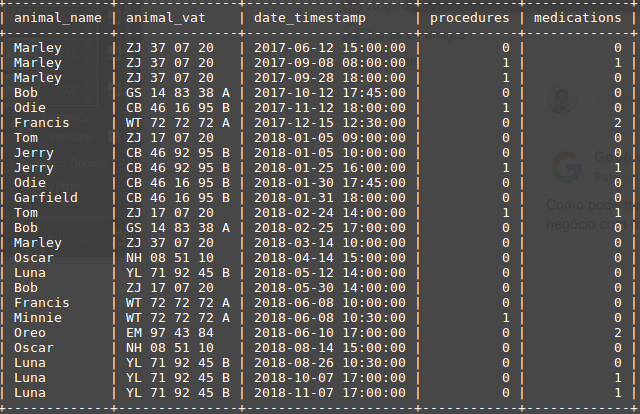 animal_name | animal_vat | date_timestamp | procedures | medications
Marley | ZJ 37 07 20 | 2017-06-12 15:00:00 | 0 | 0
Marley | ZJ 37 07 20 | 2017-09-08 08:00:00 | 1 | 1
Marley | ZJ 37 07 20 | 2017-09-28 18:00:00 | 1 | 0
Bob | GS 14 83 38 A | 2017-10-12 17:45:00 | 0 | 0
Odie | CB 46 16 95 B | 2017-11-12 18:00:00 | 1 | 0
Francis | WT 72 72 72 A | 2017-12-15 12:30:00 | 0 | 2
Tom | ZJ 17 07 20 | 2018-01-05 09:00:00 | 0 | 0
Jerry | CB 46 92 95 B | 2018-01-05 10:00:00 | 0 | 0
Jerry | CB 46 92 95 B | 2018-01-25 16:00:00 | 1 | 1
Odie | CB 46 16 95 B | 2018-01-30 17:45:00 | 0 | 0
Garfield | CB 46 16 95 B | 2018-01-31 18:00:00 | 0 | 0
Tom | ZJ 17 07 20 | 2018-02-24 14:00:00 | 1 | 1
Bob | GS 14 83 38 A | 2018-02-25 17:00:00 | 0 | 0
Marley | ZJ 37 07 20 | 2018-03-14 10:00:00 | 0 | 0
Oscar | NH 08 51 10 | 2018-04-14 15:00:00 | 0 | 0
Luna | YL 71 92 45 B | 2018-05-12 14:00:00 | 0 | 0
Bob | ZJ 17 07 20 | 2018-05-30 14:00:00 | 0 | 0
Francis | WT 72 72 72 A | 2018-06-08 10:00:00 | 0 | 0
Minnie | WT 72 72 72 A | 2018-06-08 10:30:00 | 1 | 0
Oreo | EM 97 43 84 | 2018-06-10 17:00:00 | 0 | 2
Oscar | NH 08 51 10 | 2018-08-14 15:00:00 | 0 | 0
Luna | YL 71 92 45 B | 2018-08-26 10:30:00 | 0 | 0
Luna | YL 71 92 45 B | 2018-10-07 17:00:00 | 0 | 1
Luna | YL 71 92 45 B | 2018-11-07 17:00:00 | 0 | 1